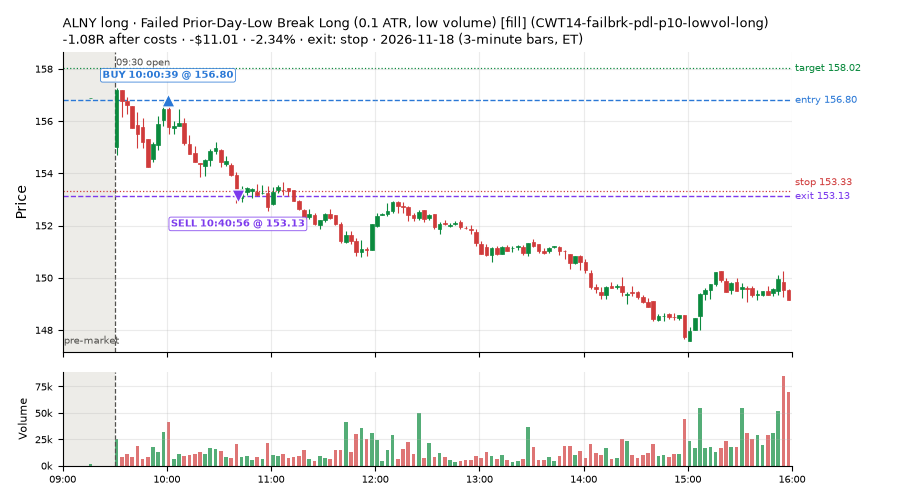 ALNY long · Failed Prior-Day-Low Break Long (0.1 ATR, low volume) [fill] (CWT14-failbrk-pdl-p10-lowvol-long)
-1.08R after costs · -$11.01 · -2.34% · exit: stop · 2026-11-18 (3-minute bars, ET)
09:30 open
BUY 10:00:39 @ 156.80
SELL 10:40:56 @ 153.13
pre-market
target 158.02
entry 156.80
stop 153.33
exit 153.13
Price
158
156
154
152
150
148
Volume
75k
50k
25k
0k
09:00
10:00
11:00
12:00
13:00
14:00
15:00
16:00